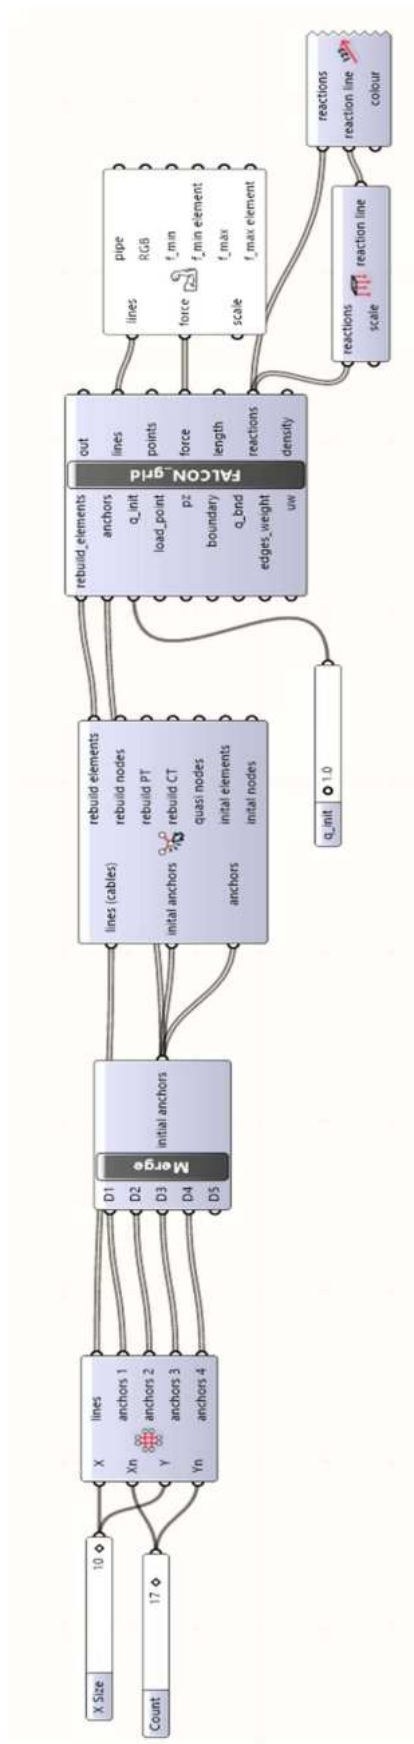 X Size
10
Count
17
X
Xn
Y
Yn
lines
anchors 1
anchors 2
anchors 3
anchors 4
D1
D2
D3
D4
D5
Merge
initial anchors
lines (cables)
inital anchors
anchors
rebuild elements
rebuild nodes
rebuild PT
rebuild CT
quasi nodes
inital elements
inital nodes
q_init
1.0
rebuild_elements
anchors
q_init
load_point
pz
boundary
q_bnd
edges_weight
uw
FALCON_grid
out
lines
points
force
length
reactions
density
lines
force
scale
pipe
RGB
f_min
f_min element
f_max
f_max element
reactions
scale
reaction line
reactions
reaction line
colour